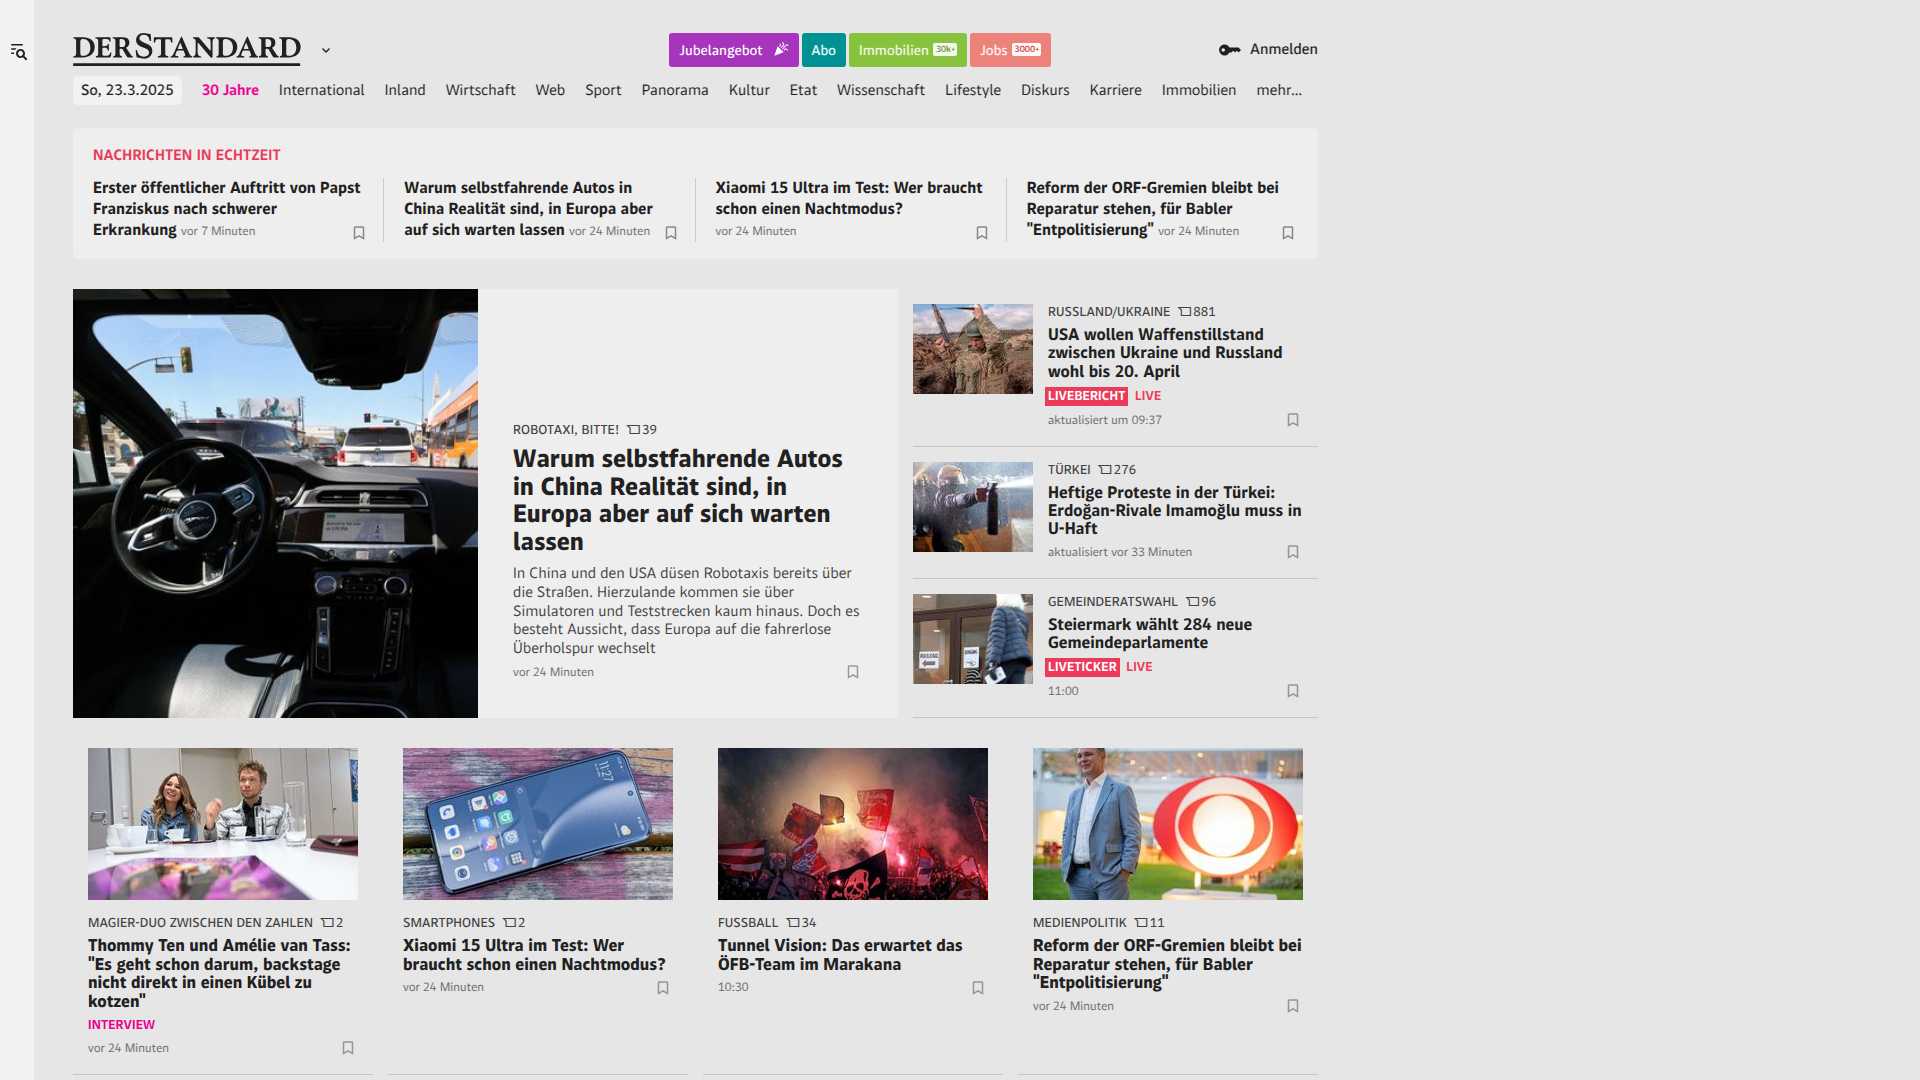 DERSTANDARD
Jubelangebot
Abo
Immobilien 30k+
Jobs 3000+
Anmelden
So, 23.3.2025
30 Jahre
International
Inland
Wirtschaft
Web
Sport
Panorama
Kultur
Etat
Wissenschaft
Lifestyle
Diskurs
Karriere
Immobilien
mehr...
NACHRICHTEN IN ECHTZEIT
Erster öffentlicher Auftritt von Papst
Franziskus nach schwerer
Erkrankung vor 7 Minuten
Warum selbstfahrende Autos in
China Realität sind, in Europa aber
auf sich warten lassen vor 24 Minuten
Xiaomi 15 Ultra im Test: Wer braucht
schon einen Nachtmodus?
vor 24 Minuten
Reform der ORF-Gremien bleibt bei
Reparatur stehen, für Babler
"Entpolitisierung" vor 24 Minuten
ROBOTAXI, BITTE! 39
Warum selbstfahrende Autos
in China Realität sind, in
Europa aber auf sich warten
lassen
In China und den USA düsen Robotaxis bereits über
die Straßen. Hierzulande kommen sie über
Simulatoren und Teststrecken kaum hinaus. Doch es
besteht Aussicht, dass Europa auf die fahrerlose
Überholspur wechselt
vor 24 Minuten
RUSSLAND/UKRAINE 881
USA wollen Waffenstillstand
zwischen Ukraine und Russland
wohl bis 20. April
LIVEBERICHT LIVE
aktualisiert um 09:37
TÜRKEI 276
Heftige Proteste in der Türkei:
Erdoğan-Rivale Imamoğlu muss in
U-Haft
aktualisiert vor 33 Minuten
GEMEINDERATSWAHL 96
Steiermark wählt 284 neue
Gemeindeparlamente
LIVETICKER LIVE
11:00
MAGIER-DUO ZWISCHEN DEN ZAHLEN 2
Thommy Ten und Amélie van Tass:
"Es geht schon darum, backstage
nicht direkt in einen Kübel zu
kotzen"
INTERVIEW
vor 24 Minuten
11:27
SMARTPHONES 2
Xiaomi 15 Ultra im Test: Wer
braucht schon einen Nachtmodus?
vor 24 Minuten
FUSSBALL 34
Tunnel Vision: Das erwartet das
ÖFB-Team im Marakana
10:30
MEDIENPOLITIK 11
Reform der ORF-Gremien bleibt bei
Reparatur stehen, für Babler
"Entpolitisierung"
vor 24 Minuten